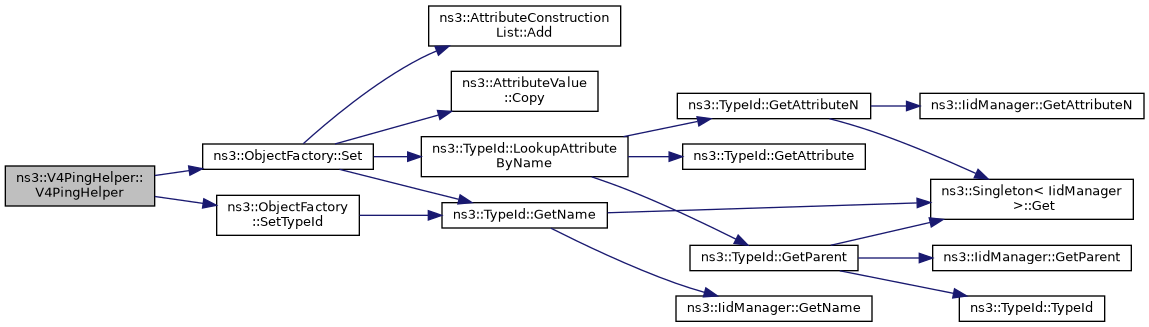 ns3::V4PingHelper::
V4PingHelper
ns3::ObjectFactory::Set
ns3::ObjectFactory
::SetTypeId
ns3::AttributeConstruction
List::Add
ns3::AttributeValue
::Copy
ns3::TypeId::LookupAttribute
ByName
ns3::TypeId::GetName
ns3::TypeId::GetAttributeN
ns3::TypeId::GetAttribute
ns3::TypeId::GetParent
ns3::IidManager::GetName
ns3::IidManager::GetAttributeN
ns3::Singleton< IidManager
>::Get
ns3::IidManager::GetParent
ns3::TypeId::TypeId